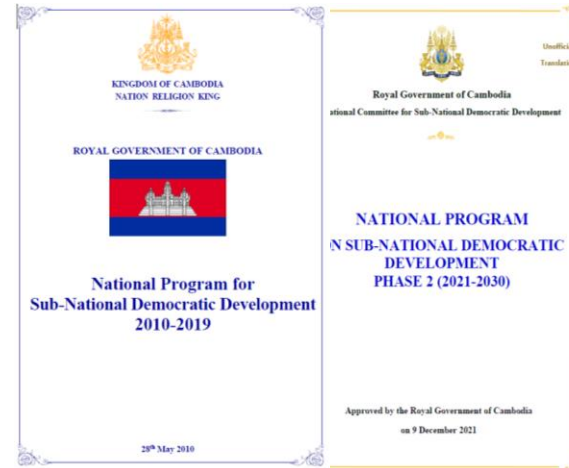 KINGDOM OF CAMBODIA
NATION RELIGION KING
ROYAL GOVERNMENT OF CAMBODIA
National Program for
Sub-National Democratic Development
2010-2019
28th May 2010
Unoffici
Translati
Royal Government of Cambodia
ational Committee for Sub-National Democratic Development
NATIONAL PROGRAM
N SUB-NATIONAL DEMOCRATIC
DEVELOPMENT
PHASE 2 (2021-2030)
Approved by the Royal Government of Cambodia
on 9 December 2021